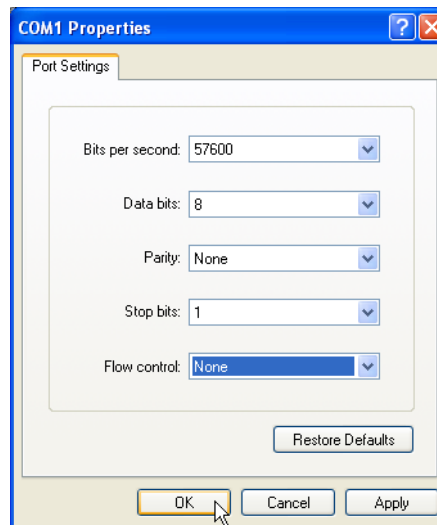 COM1 Properties
Port Settings
Bits per second: 57600
Data bits: 8
Parity: None
Stop bits: 1
Flow control: None
Restore Defaults
OK Cancel Apply